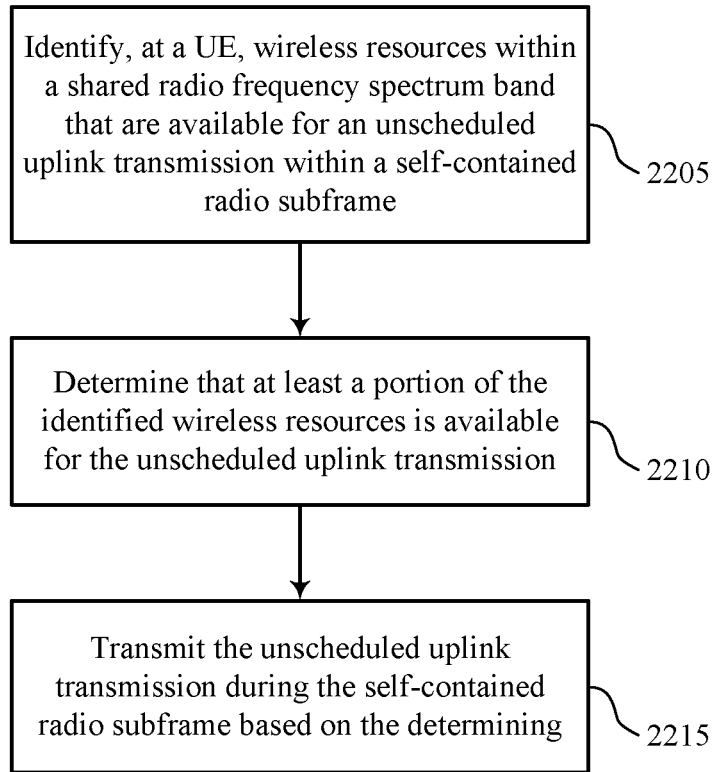 Identify, at a UE, wireless resources within
a shared radio frequency spectrum band
that are available for an unscheduled
uplink transmission within a self-contained
radio subframe
2205
Determine that at least a portion of the
identified wireless resources is available
for the unscheduled uplink transmission
2210
Transmit the unscheduled uplink
transmission during the self-contained
radio subframe based on the determining
2215